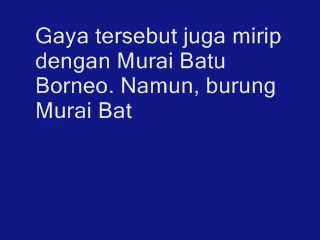 Gaya tersebut juga mirip
dengan Murai Batu
Borneo. Namun, burung
Murai Bat